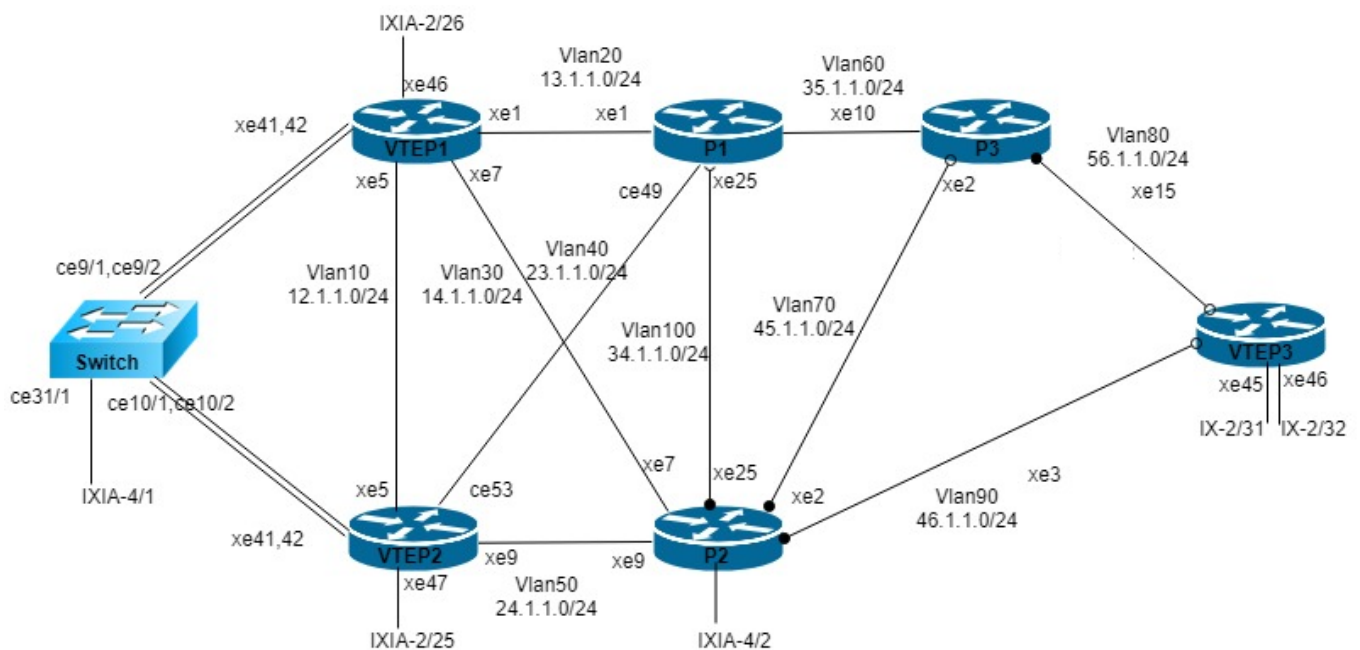 IXIA-2/26
Vlan20
13.1.1.0/24
Vlan60
35.1.1.0/24
xe46
xe41,42
xe1
xe1
xe10
Vlan80
56.1.1.0/24
VTEP1
P1
P3
xe5
xe7
ce49
xe25
xe2
xe15
ce9/1,ce9/2
Vlan10
12.1.1.0/24
Vlan30
14.1.1.0/24
Vlan40
23.1.1.0/24
Vlan100
34.1.1.0/24
Vlan70
45.1.1.0/24
Switch
VTEP3
ce31/1
ce10/1,ce10/2
xe45
xe46
IX-2/31
IX-2/32
IXIA-4/1
xe5
ce53
xe7
xe25
xe2
xe3
Vlan90
46.1.1.0/24
xe41,42
VTEP2
xe9
xe9
P2
xe47
Vlan50
24.1.1.0/24
IXIA-2/25
IXIA-4/2